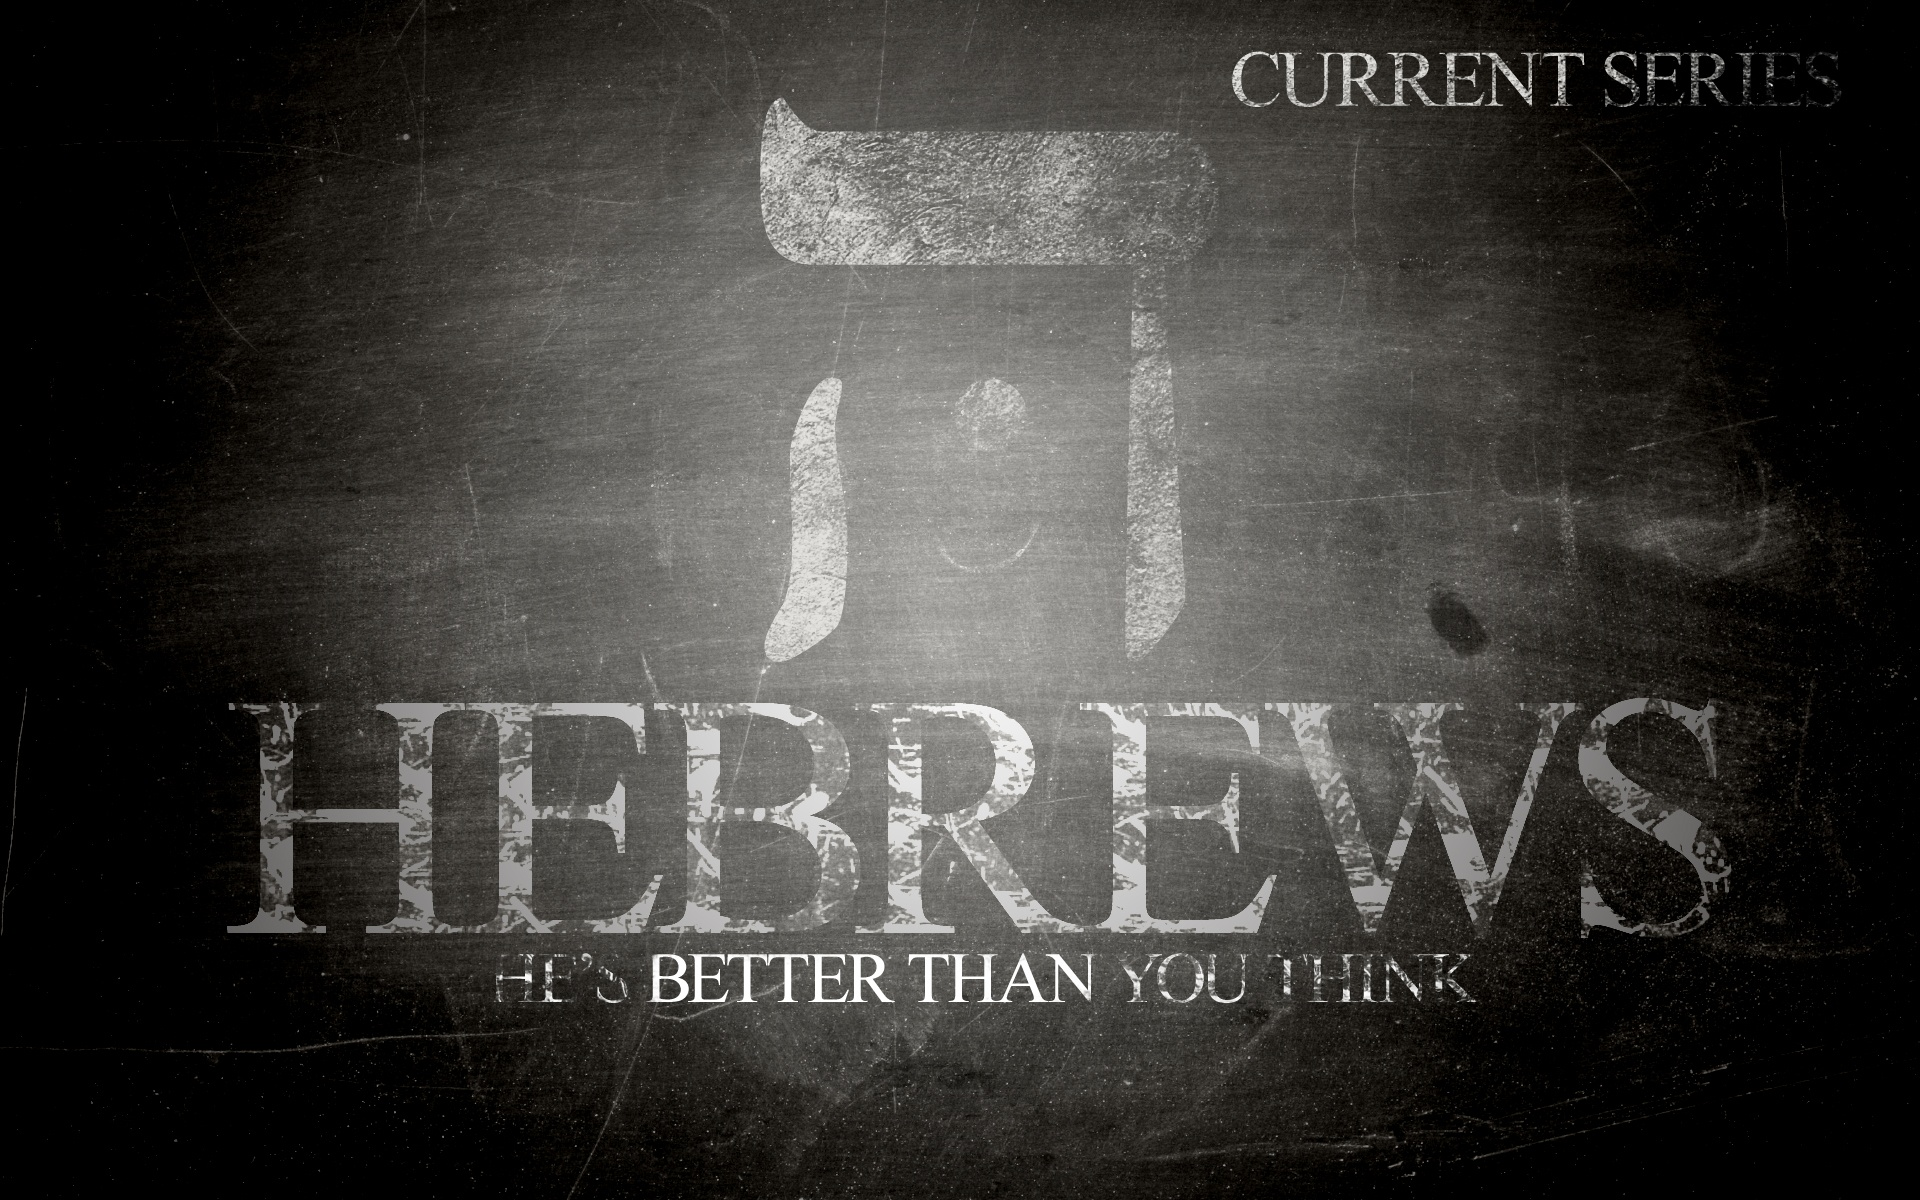 CURRENT SERIES
הּ
HEBREWS
HE'S BETTER THAN YOU THINK